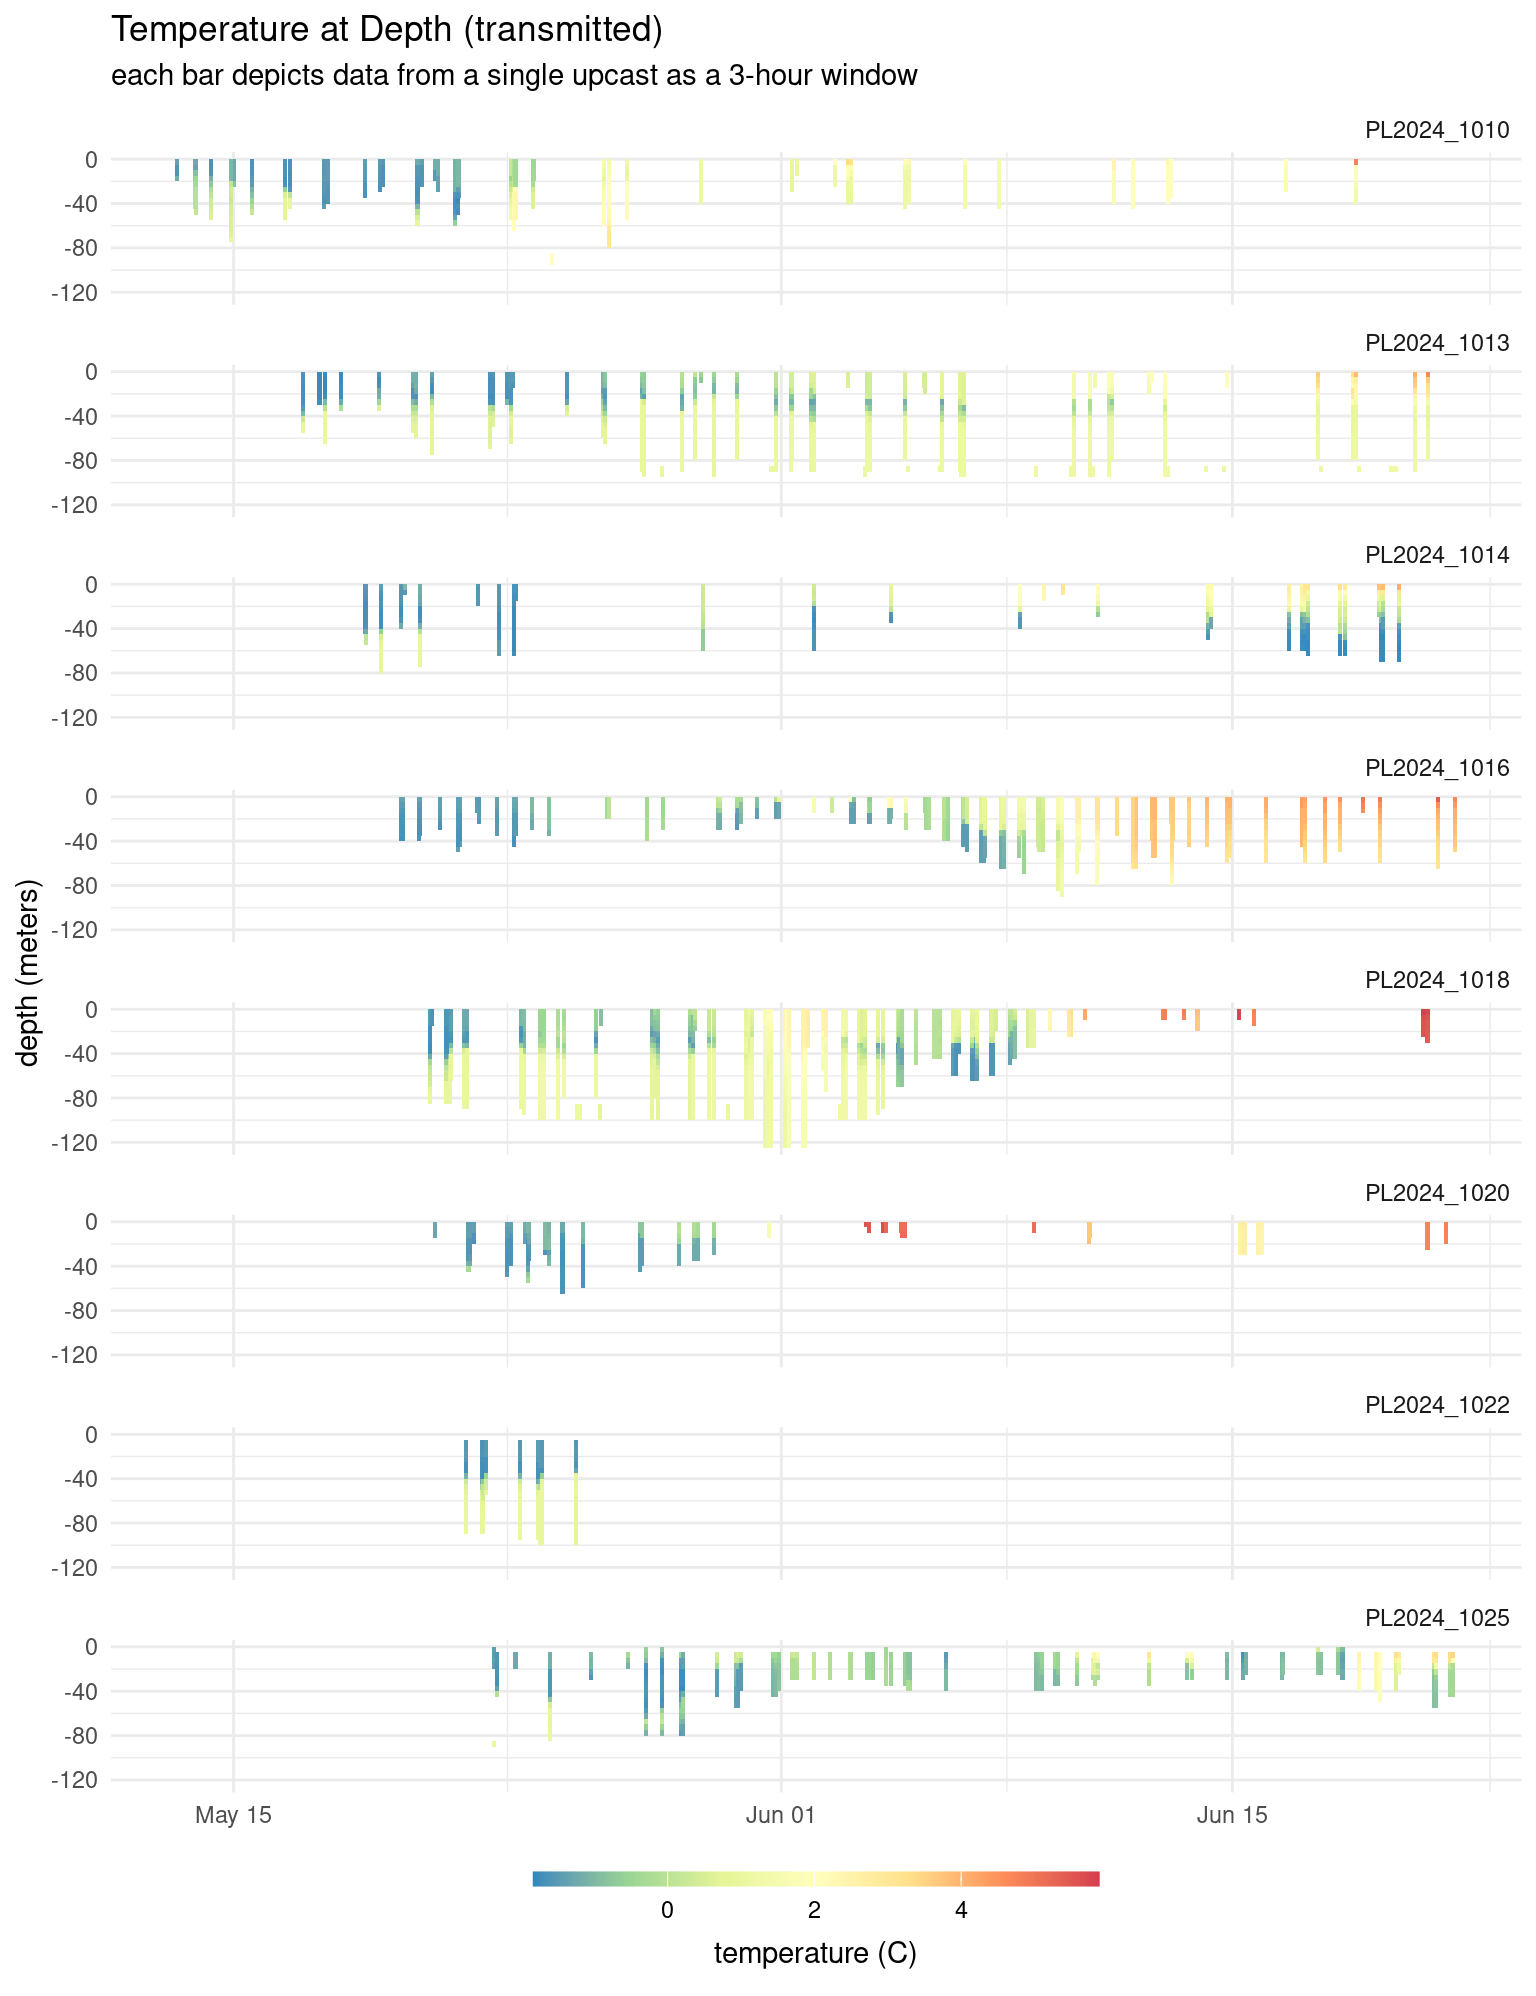 Temperature at Depth (transmitted)
each bar depicts data from a single upcast as a 3-hour window
PL2024_1010
0
-40
-80
-120
PL2024_1013
0
-40
-80
-120
PL2024_1014
0
-40
-80
-120
PL2024_1016
0
-40
-80
-120
PL2024_1018
0
-40
-80
-120
PL2024_1020
0
-40
-80
-120
PL2024_1022
0
-40
-80
-120
PL2024_1025
0
-40
-80
-120
depth (meters)
May 15 Jun 01 Jun 15
0 2 4
temperature (C)